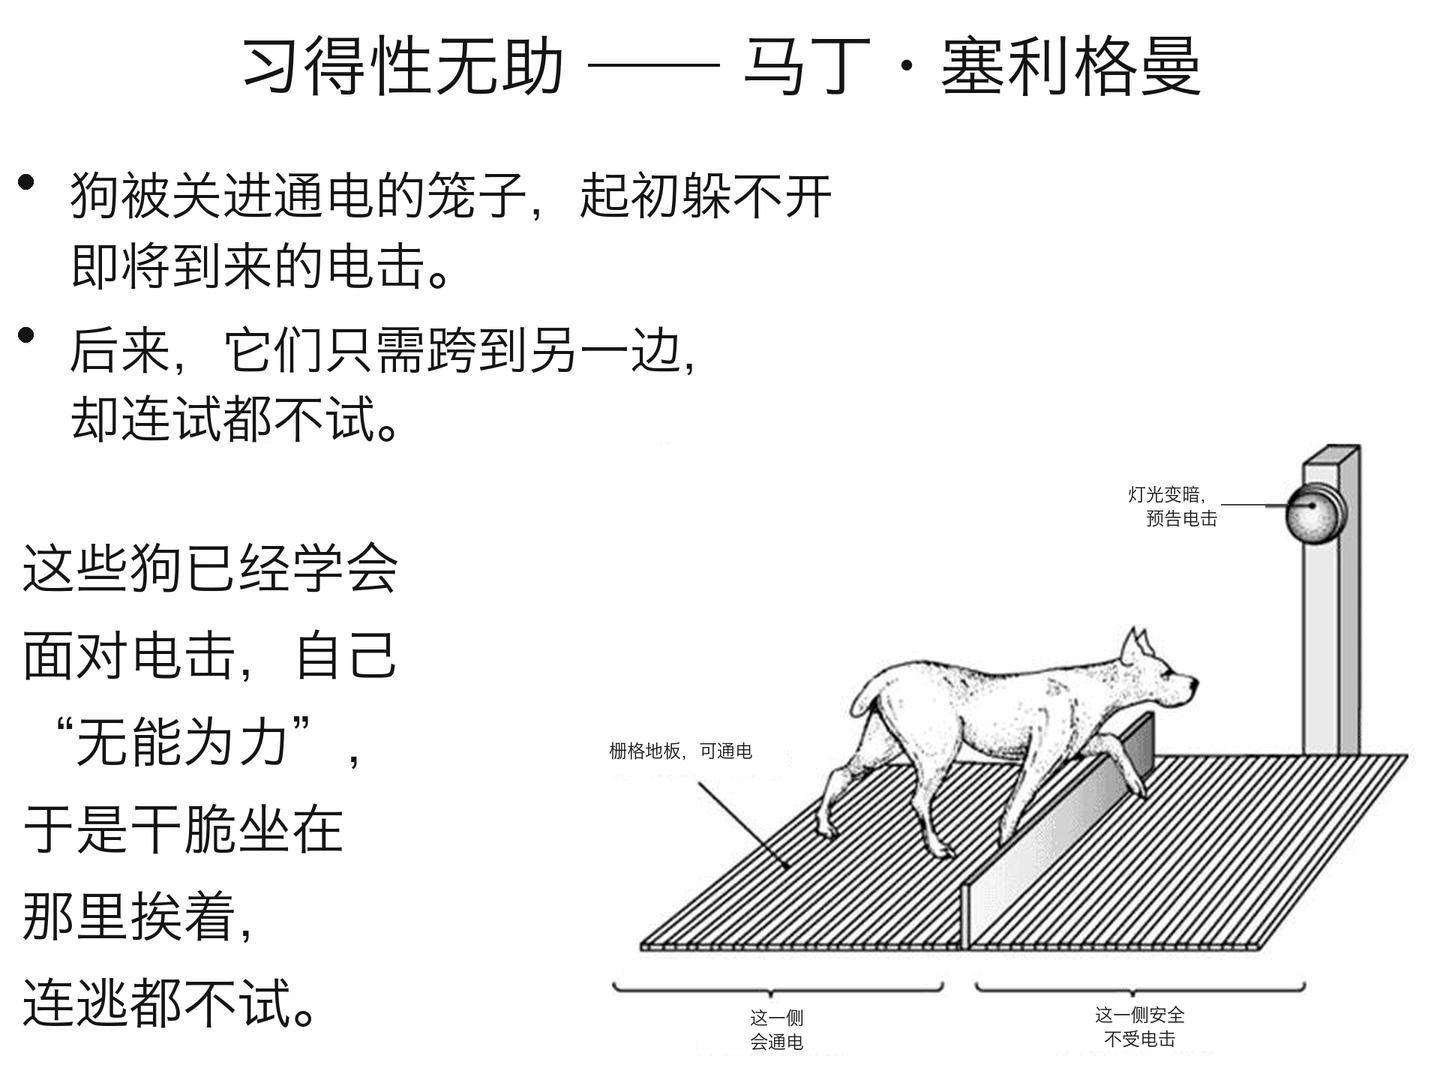 习得性无助 —— 马丁·塞利格曼
• 狗被关进通电的笼子，起初躲不开
即将到来的电击。
• 后来，它们只需跨到另一边，
却连试都不试。
这些狗已经学会
面对电击，自己
“无能为力”，
于是干脆坐在
那里挨着，
连逃都不试。
灯光变暗，
预告电击
栅格地板，可通电
这一侧
会通电
这一侧安全
不受电击